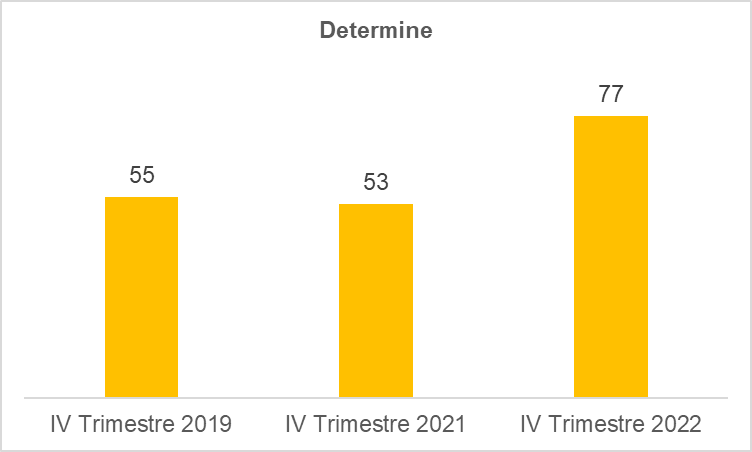 Determine
55
53
77
IV Trimestre 2019
IV Trimestre 2021
IV Trimestre 2022